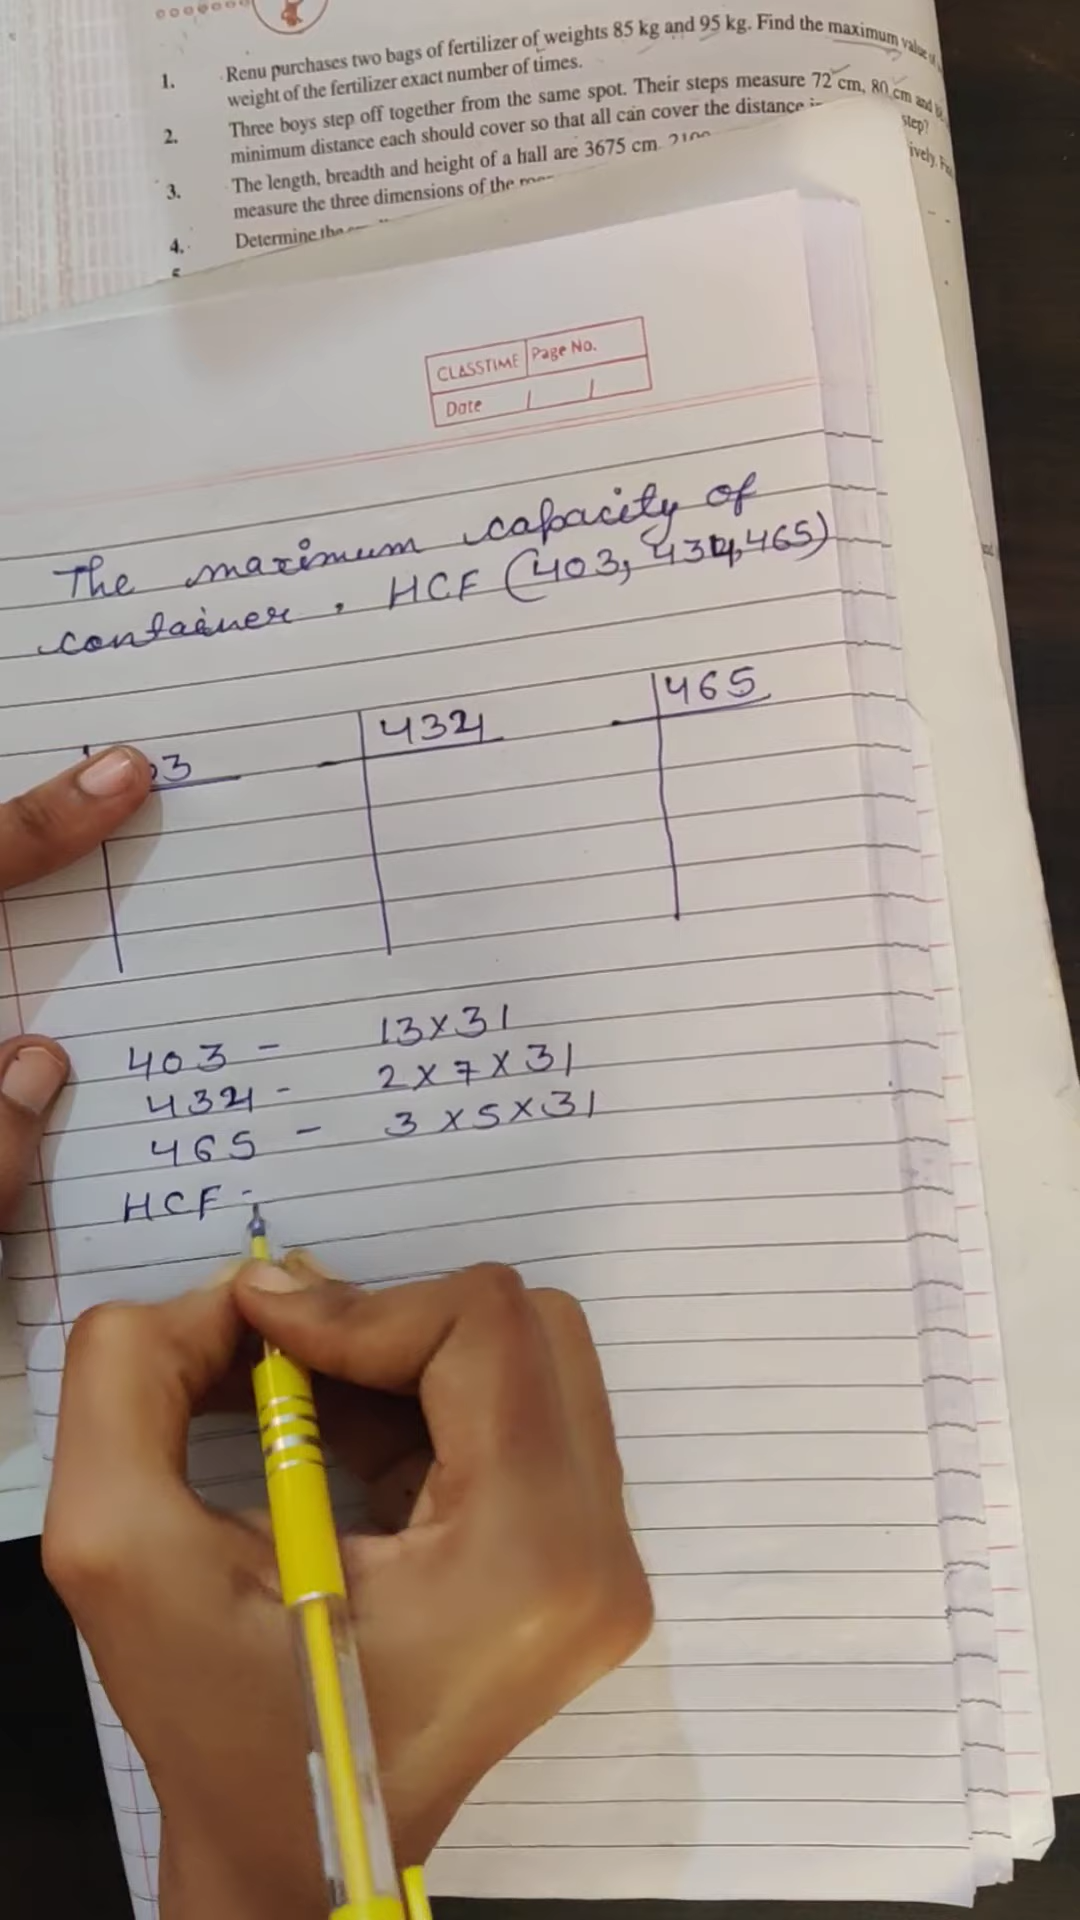 1. Renu purchases two bags of fertilizer of weights 85 kg and 95 kg. Find the maximum value of
weight of the fertilizer exact number of times.
2. Three boys step off together from the same spot. Their steps measure 72 cm, 80 cm and
minimum distance each should cover so that all can cover the distance step?
3. The length, breadth and height of a hall are 3675 cm. ively.
measure the three dimensions of the
4. Determine the
CLASSTIME Page No.
Date / /
The maximum capacity of
container, HCF (403, 434, 465)
03 434 465
403 - 13×31
434 - 2×7×31
465 - 3×5×31
HCF -